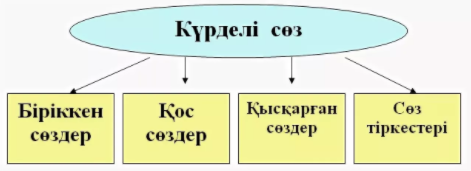 Күрделі сөз
Біріккен
сөздер
Қос
сөздер
Қысқарған
сөздер
Сөз
тіркестері